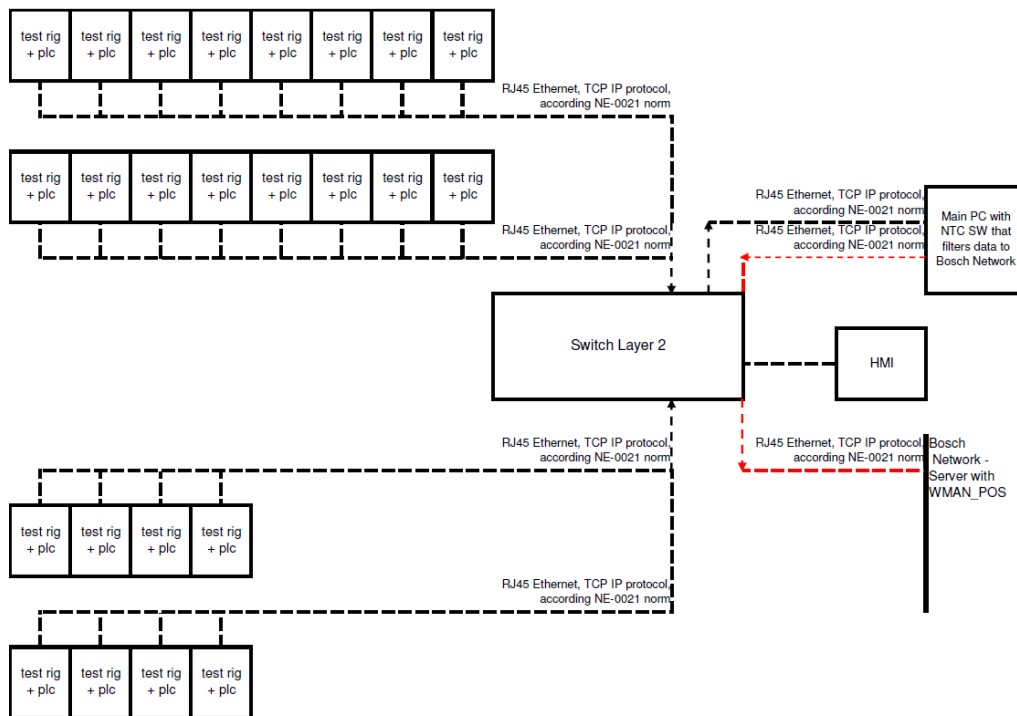 test rig test rig test rig test rig test rig test rig test rig test rig
+ plc + plc + plc + plc + plc + plc + plc + plc
RJ45 Ethernet, TCP IP protocol,
according NE-0021 norm
test rig test rig test rig test rig test rig test rig test rig test rig
+ plc + plc + plc + plc + plc + plc + plc + plc
RJ45 Ethernet, TCP IP protocol,
according NE-0021 norm
RJ45 Ethernet, TCP IP protocol,
according NE-0021 norm
RJ45 Ethernet, TCP IP protocol,
according NE-0021 norm
Main PC with
NTC SW that
filters data to
Bosch Network
Switch Layer 2
HMI
RJ45 Ethernet, TCP IP protocol,
according NE-0021 norm
RJ45 Ethernet, TCP IP protocol,
according NE-0021 norm
Bosch
Network -
Server with
WMAN_POS
test rig test rig test rig test rig
+ plc + plc + plc + plc
RJ45 Ethernet, TCP IP protocol,
according NE-0021 norm
test rig test rig test rig test rig
+ plc + plc + plc + plc